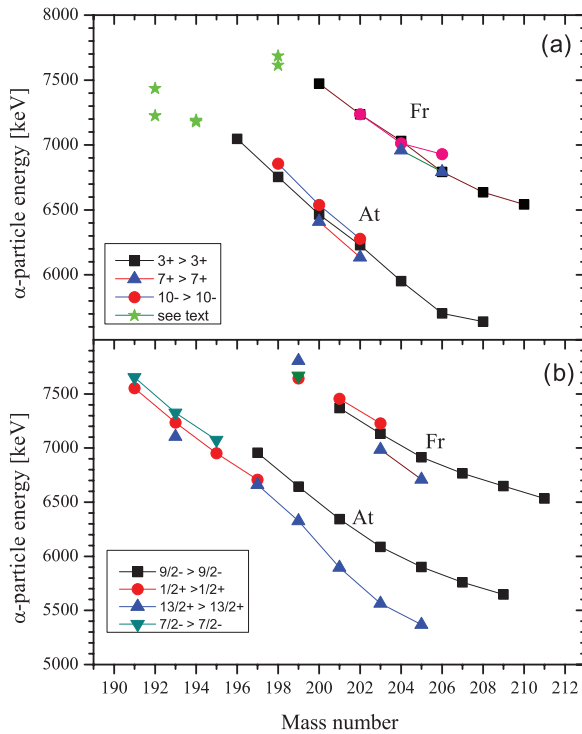 8000
(a)
7500
Fr
7000
6500
At
3+ > 3+
7+ > 7+
10- > 10-
see text
6000
α-particle energy [keV]
(b)
7500
Fr
7000
6500
At
6000
9/2- > 9/2-
1/2+ >1/2+
13/2+ > 13/2+
7/2- > 7/2-
5500
5000
α-particle energy [keV]
190 192 194 196 198 200 202 204 206 208 210 212
Mass number